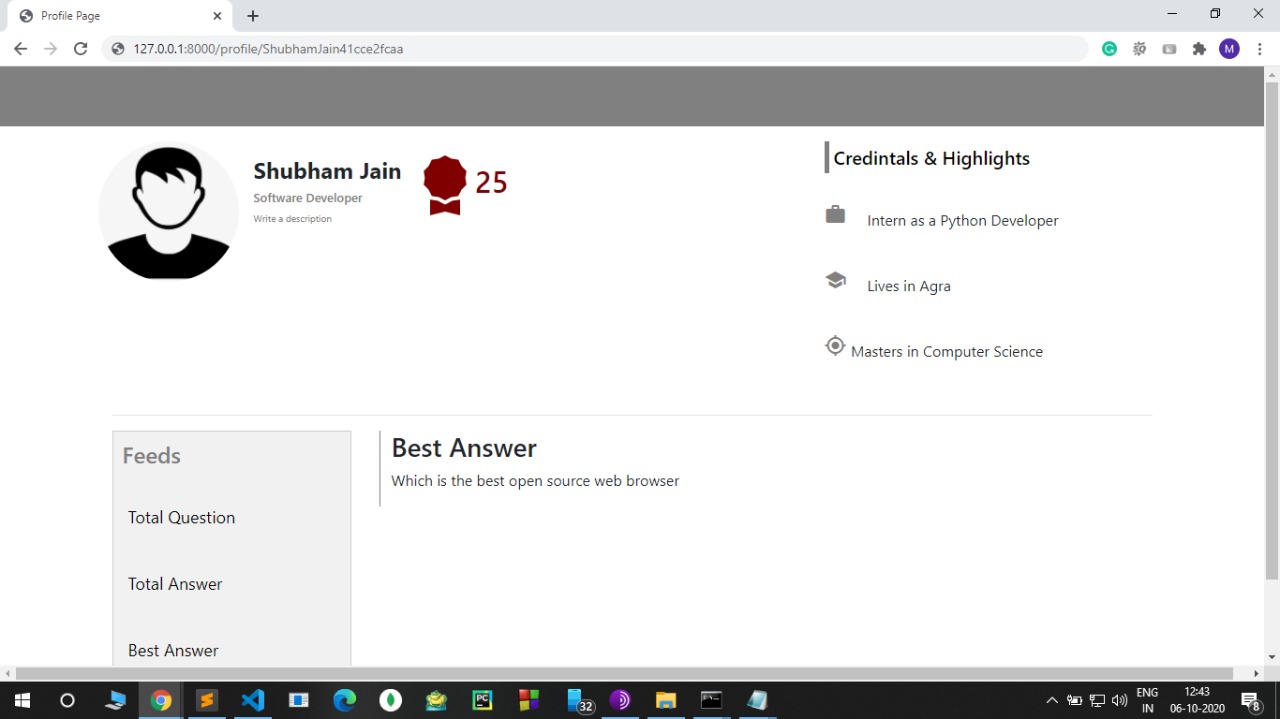 Profile Page
127.0.0.1:8000/profile/ShubhamJain41cce2fcaa
M
Shubham Jain
Software Developer
Write a description
25
Credintals & Highlights
Intern as a Python Developer
Lives in Agra
Masters in Computer Science
Feeds
Total Question
Total Answer
Best Answer
Best Answer
Which is the best open source web browser
PC
32
ENG
IN
12:43
06-10-2020
8